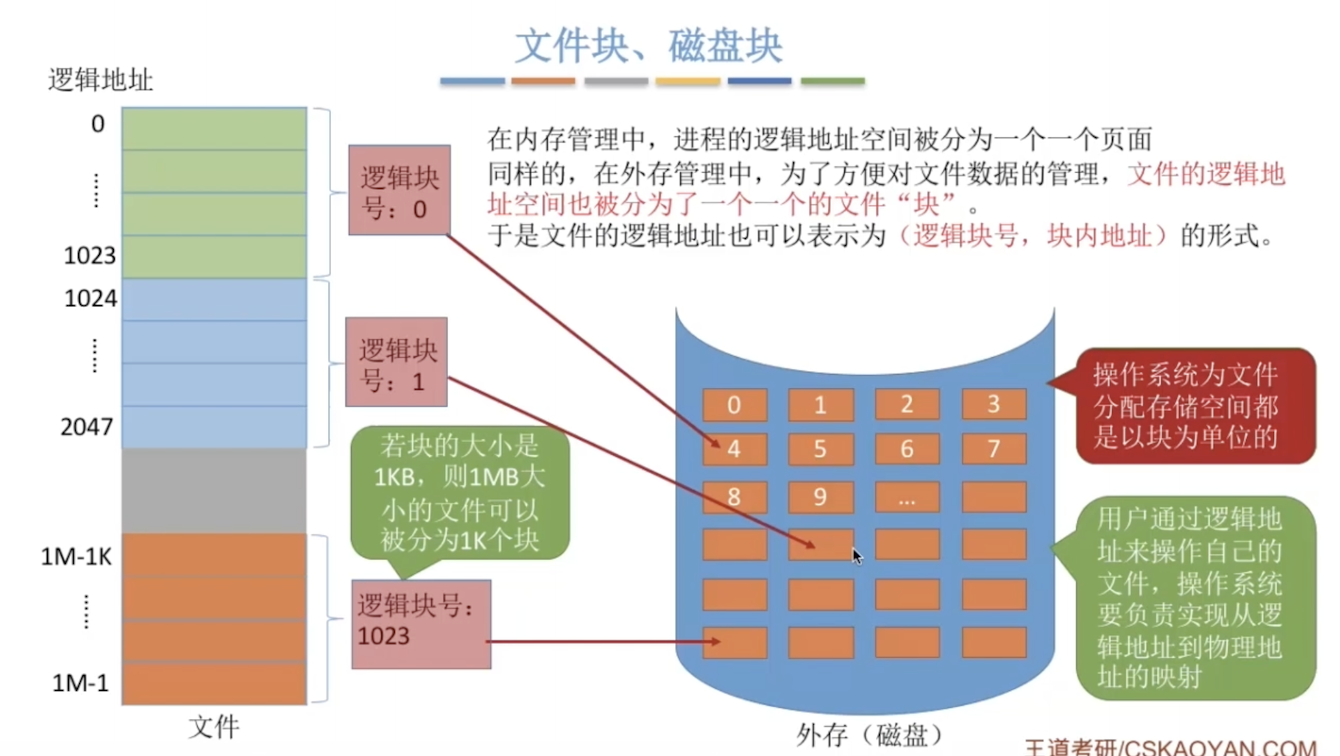 文件块、磁盘块
逻辑地址
0
1023
1024
2047
1M-1K
1M-1
文件
逻辑块
号：0
逻辑块
号：1
若块的大小是
1KB，则1MB大
小的文件可以
被分为1K个块
逻辑块号：
1023
在内存管理中，进程的逻辑地址空间被分为一个一个页面
同样的，在外存管理中，为了方便对文件数据的管理，文件的逻辑地
址空间也被分为了一个一个的文件“块”。
于是文件的逻辑地址也可以表示为（逻辑块号，块内地址）的形式。
0 1 2 3
4 5 6 7
8 9 ...
外存（磁盘）
操作系统为文件
分配存储空间都
是以块为单位的
用户通过逻辑地
址来操作自己的
文件，操作系统
要负责实现从逻
辑地址到物理地
址的映射
王道考研/CSKAOYAN.COM